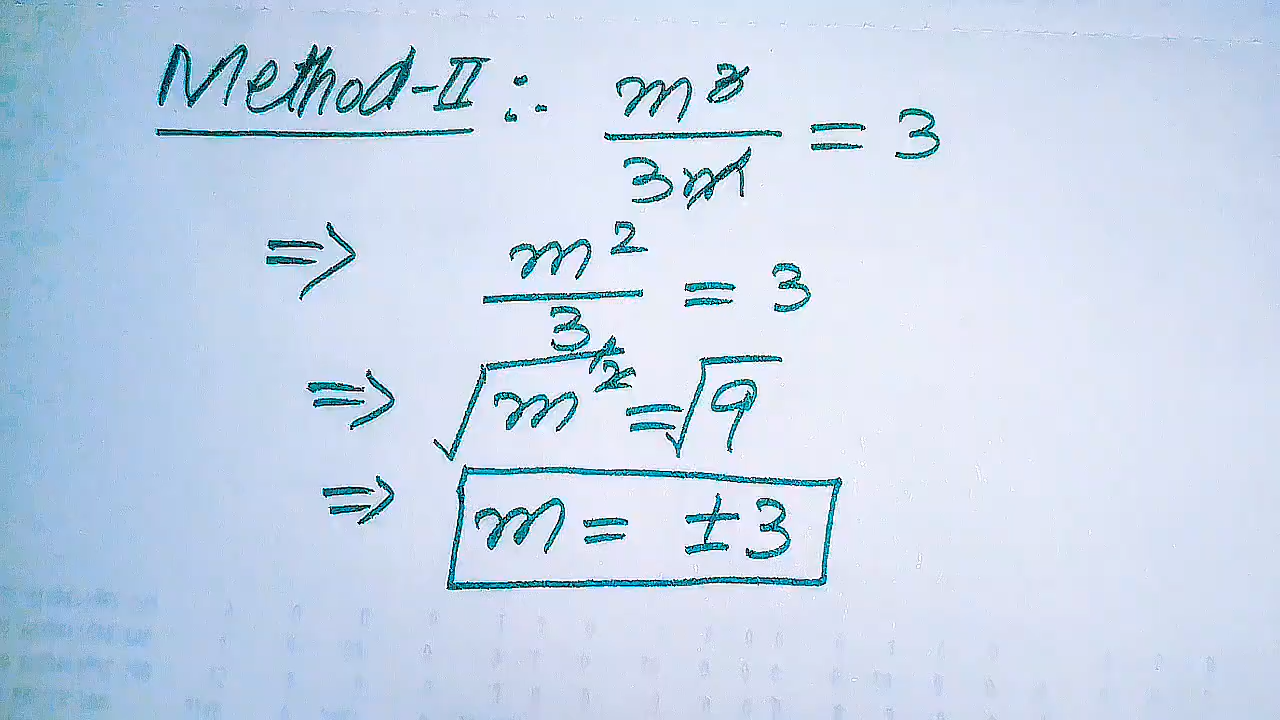 Method-II :. m³/3m = 3
=> m²/3 = 3
=> √m² = √9
=> m = ±3